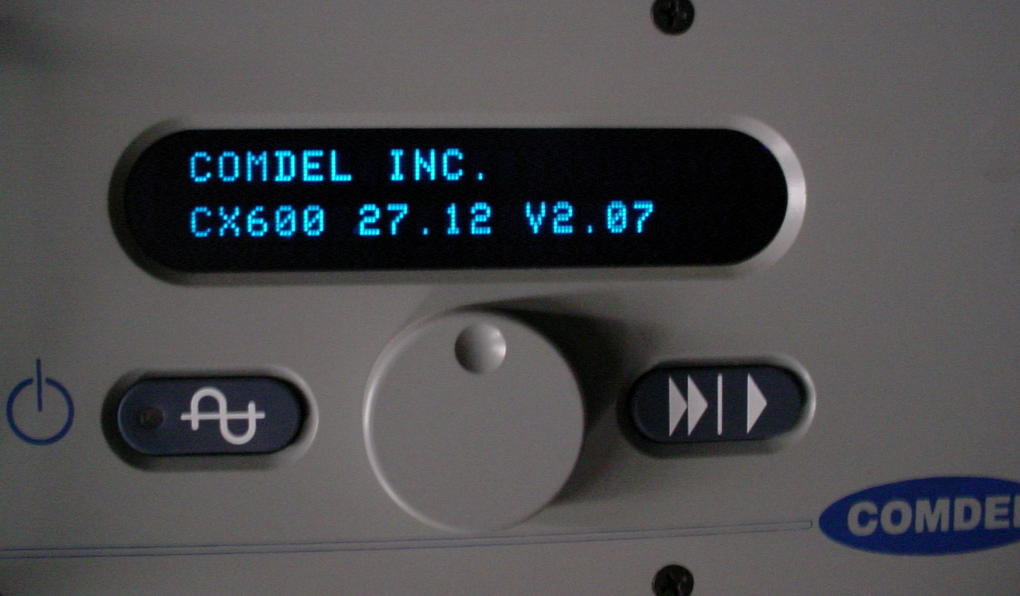 COMDEL INC.
CX600 27.12 V2.07
COMDEL